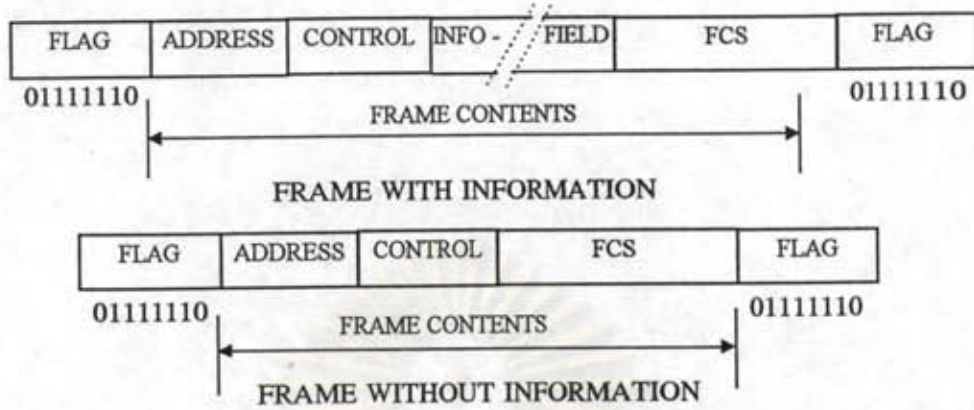 FLAG ADDRESS CONTROL INFO - FIELD FCS FLAG
01111110 01111110
FRAME CONTENTS
FRAME WITH INFORMATION
FLAG ADDRESS CONTROL FCS FLAG
01111110 01111110
FRAME CONTENTS
FRAME WITHOUT INFORMATION